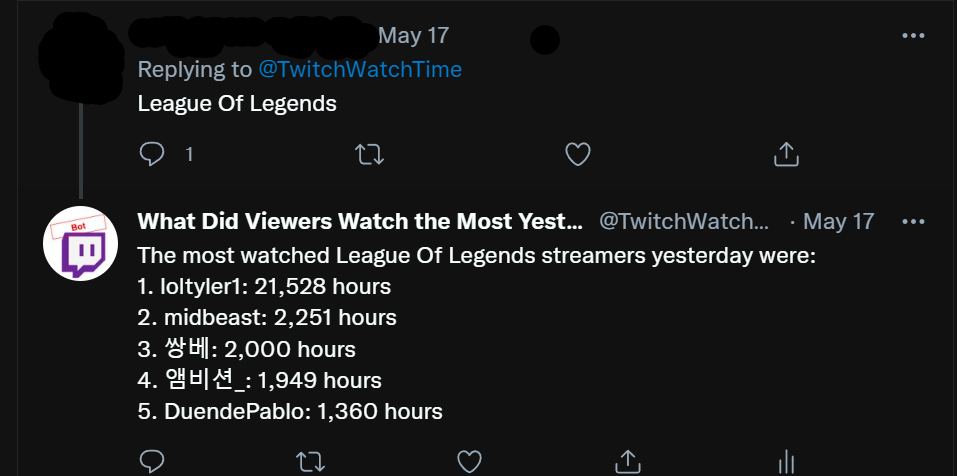 May 17
Replying to @TwitchWatchTime
League Of Legends
1
Bot
What Did Viewers Watch the Most Yest... @TwitchWatch... · May 17
The most watched League Of Legends streamers yesterday were:
1. loltyler1: 21,528 hours
2. midbeast: 2,251 hours
3. 쌍베: 2,000 hours
4. 앰비션_: 1,949 hours
5. DuendePablo: 1,360 hours